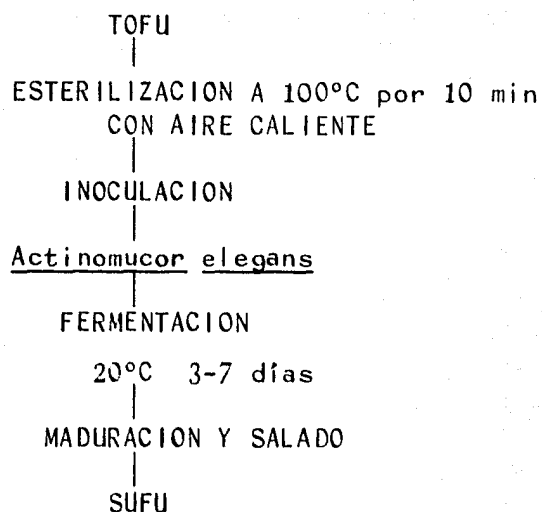 TOFU
ESTERILIZACION A 100°C por 10 min
CON AIRE CALIENTE
INOCULACION
Actinomucor elegans
FERMENTACION
20°C 3-7 días
MADURACION Y SALADO
SUFU